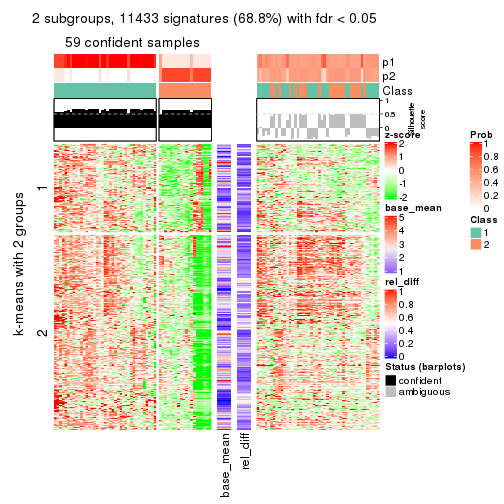 2 subgroups, 11433 signatures (68.8%) with fdr < 0.05
59 confident samples
p1
p2
Class
1
0.5
0
Silhouette
score
k-means with 2 groups
1
2
base_mean
rel_diff
z-score
2
1
0
-1
-2
base_mean
5
4
3
2
1
rel_diff
1
0.8
0.6
0.4
0.2
0
Status (barplots)
confident
ambiguous
Prob
1
0.8
0.6
0.4
0.2
0
Class
1
2